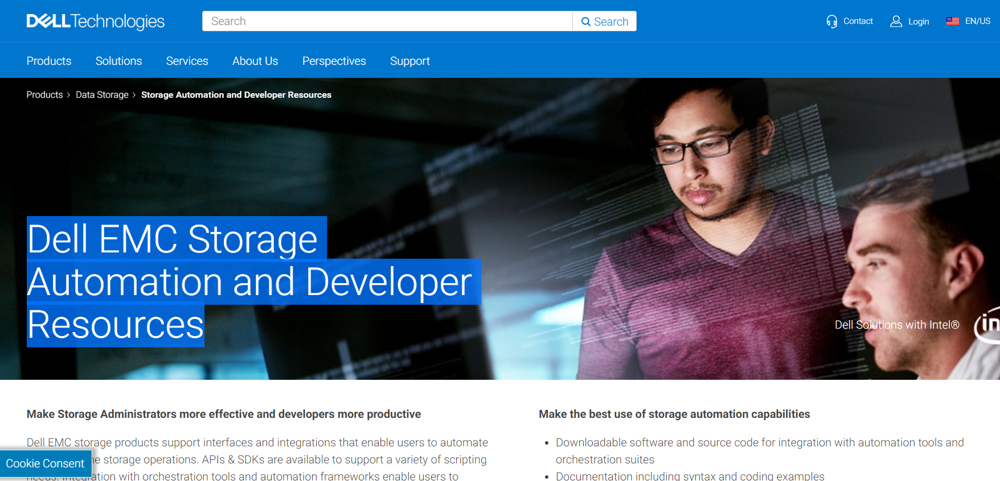 DELLTechnologies
Search
Search
Contact
Login
EN/US
Products
Solutions
Services
About Us
Perspectives
Support
Products > Data Storage > Storage Automation and Developer Resources
Dell EMC Storage
Automation and Developer
Resources
Dell Solutions with Intel®
in
Make Storage Administrators more effective and developers more productive
Dell EMC storage products support interfaces and integrations that enable users to automate
storage operations. APIs & SDKs are available to support a variety of scripting
with orchestration tools and automation frameworks enable users to
Cookie Consent
Make the best use of storage automation capabilities
• Downloadable software and source code for integration with automation tools and
orchestration suites
• Documentation including syntax and coding examples